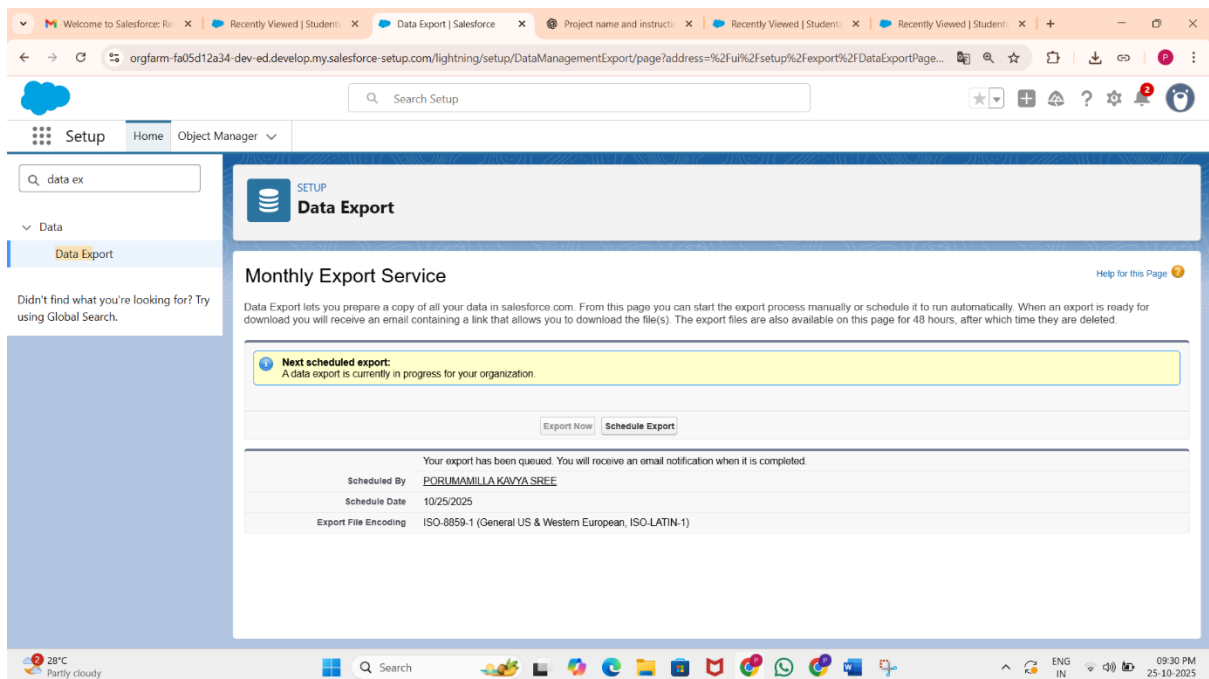 Welcome to Salesforce: Re
Recently Viewed | Students
Data Export | Salesforce
Project name and instructic
Recently Viewed | Student
Recently Viewed | Student
orgfarm-fa05d12a34-dev-ed.develop.my.salesforce-setup.com/lightning/setup/DataManagementExport/page?address=%2Fui%2Fsetup%2Fexport%2FDataExportPage...
P
Search Setup
2
Setup
Home
Object Manager
data ex
Data
Data Export
Didn't find what you're looking for? Try
using Global Search.
SETUP
Data Export
Monthly Export Service
Help for this Page
Data Export lets you prepare a copy of all your data in salesforce.com. From this page you can start the export process manually or schedule it to run automatically. When an export is ready for
download you will receive an email containing a link that allows you to download the file(s). The export files are also available on this page for 48 hours, after which time they are deleted.
Next scheduled export:
A data export is currently in progress for your organization.
Export Now
Schedule Export
Your export has been queued. You will receive an email notification when it is completed.
Scheduled By PORUMAMILLA KAVYA SREE
Schedule Date 10/25/2025
Export File Encoding ISO-8859-1 (General US & Western European, ISO-LATIN-1)
2
28°C
Partly cloudy
Search
ENG
IN
09:30 PM
25-10-2025